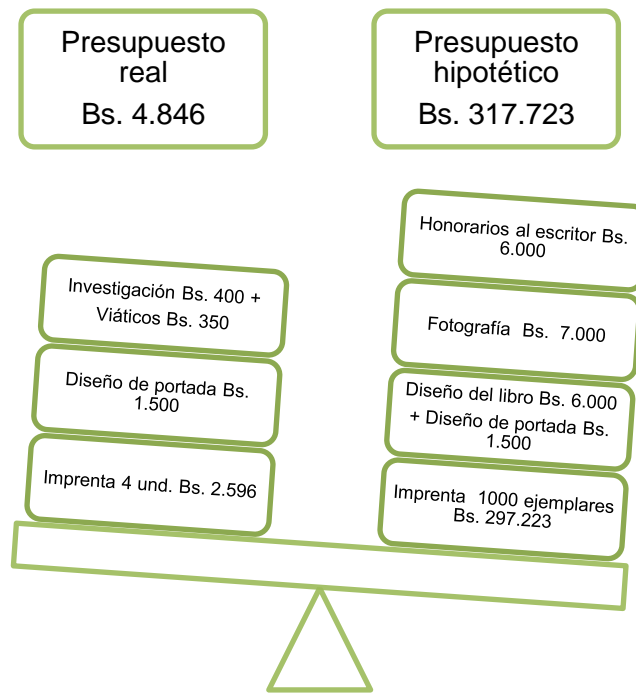 Presupuesto
real
Bs. 4.846
Presupuesto
hipotético
Bs. 317.723
Investigación Bs. 400 +
Viáticos Bs. 350
Diseño de portada Bs.
1.500
Imprenta 4 und. Bs. 2.596
Honorarios al escritor Bs.
6.000
Fotografía Bs. 7.000
Diseño del libro Bs. 6.000
+ Diseño de portada Bs.
1.500
Imprenta 1000 ejemplares
Bs. 297.223